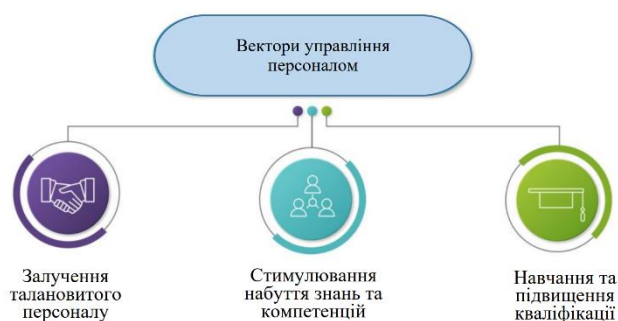 Вектори управління
персоналом
Залучення
талановитого
персоналу
Стимулювання
набуття знань та
компетенцій
Навчання та
підвищення
кваліфікації